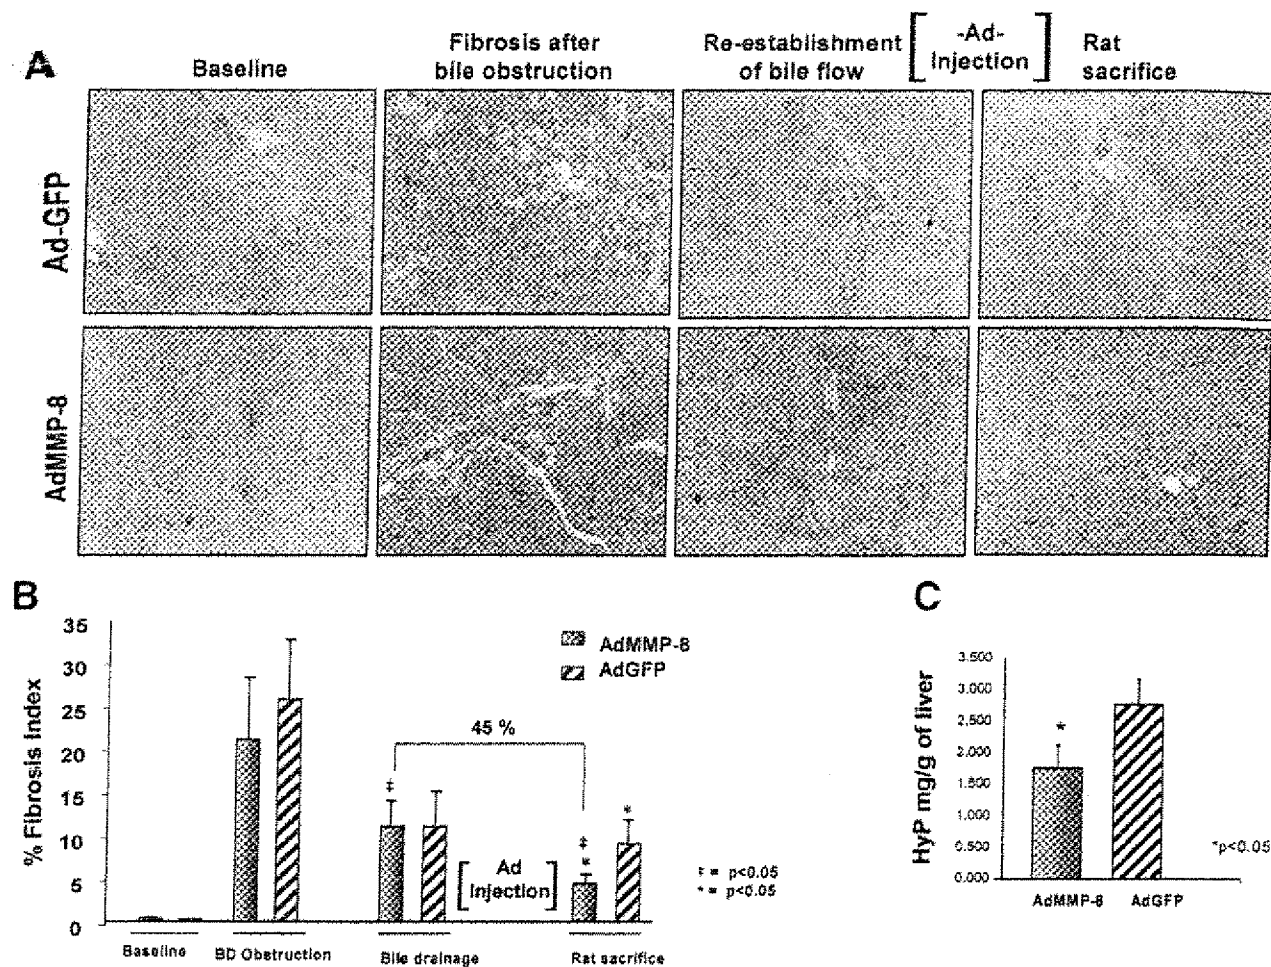 A
Baseline
Fibrosis after
bile obstruction
Re-establishment
of bile flow
[ -Ad-
Injection ]
Rat
sacrifice
Ad-GFP
AdMMP-8
B
% Fibrosis Index
35
30
25
20
15
10
5
0
AdMMP-8
AdGFP
45 %
‡
‡
*
*
[ Ad
Injection ]
‡ = p<0.05
* = p<0.05
Baseline
BD Obstruction
Bile drainage
Rat sacrifice
C
HyP mg/g of liver
3.500
3.000
2.500
2.000
1.500
1.000
0.500
0.000
*
*p<0.05
AdMMP-8
AdGFP